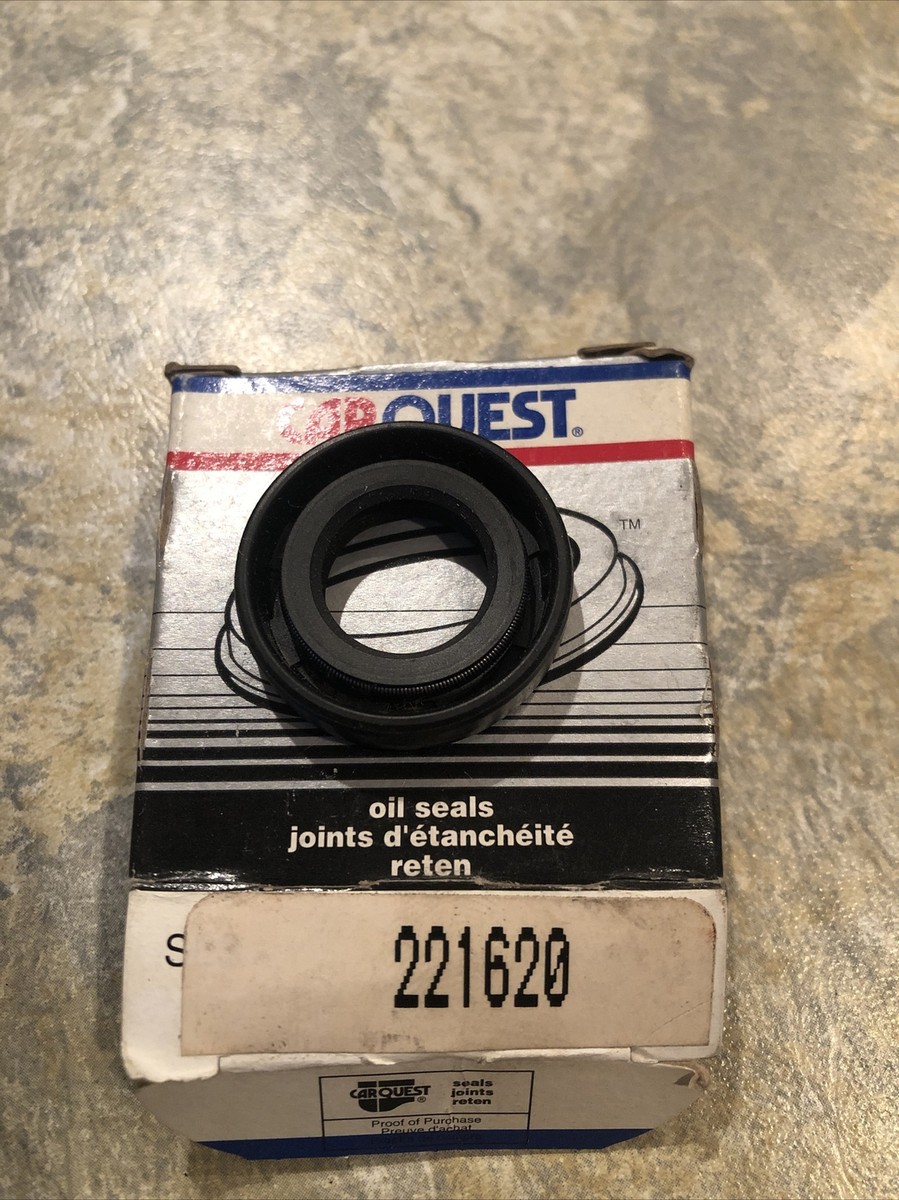 CARQUEST®
TM
oil seals
joints d'étanchéité
reten
S
221620
CARQUEST®
seals
joints
reten
Proof of Purchase
Preuve d'achat